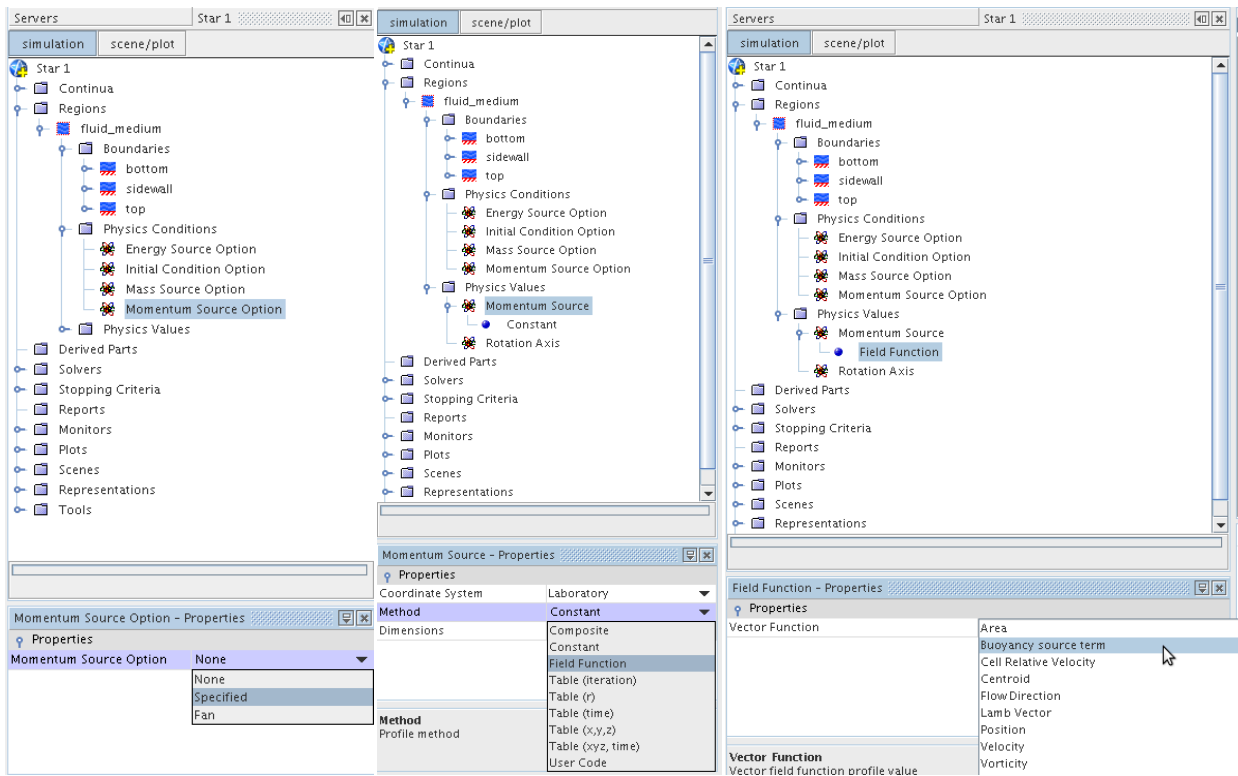 Servers
Star 1
simulation
scene/plot
Star 1
Continua
Regions
fluid_medium
Boundaries
bottom
sidewall
top
Physics Conditions
Energy Source Option
Initial Condition Option
Mass Source Option
Momentum Source Option
Physics Values
Derived Parts
Solvers
Stopping Criteria
Reports
Monitors
Plots
Scenes
Representations
Tools
Momentum Source Option - Properties
Properties
Momentum Source Option None
None
Specified
Fan
simulation
scene/plot
Star 1
Continua
Regions
fluid_medium
Boundaries
bottom
sidewall
top
Physics Conditions
Energy Source Option
Initial Condition Option
Mass Source Option
Momentum Source Option
Physics Values
Momentum Source
Constant
Rotation Axis
Derived Parts
Solvers
Stopping Criteria
Reports
Monitors
Plots
Scenes
Representations
Momentum Source - Properties
Properties
Coordinate System Laboratory
Method Constant
Dimensions
Composite
Constant
Field Function
Table (iteration)
Table (r)
Table (time)
Table (x,y,z)
Table (xyz, time)
User Code
Method
Profile method
Servers
Star 1
simulation
scene/plot
Star 1
Continua
Regions
fluid_medium
Boundaries
bottom
sidewall
top
Physics Conditions
Energy Source Option
Initial Condition Option
Mass Source Option
Momentum Source Option
Physics Values
Momentum Source
Field Function
Rotation Axis
Derived Parts
Solvers
Stopping Criteria
Reports
Monitors
Plots
Scenes
Representations
Field Function - Properties
Properties
Vector Function
Area
Buoyancy source term
Cell Relative Velocity
Centroid
Flow Direction
Lamb Vector
Position
Velocity
Vorticity
Vector Function
Vector field function profile value